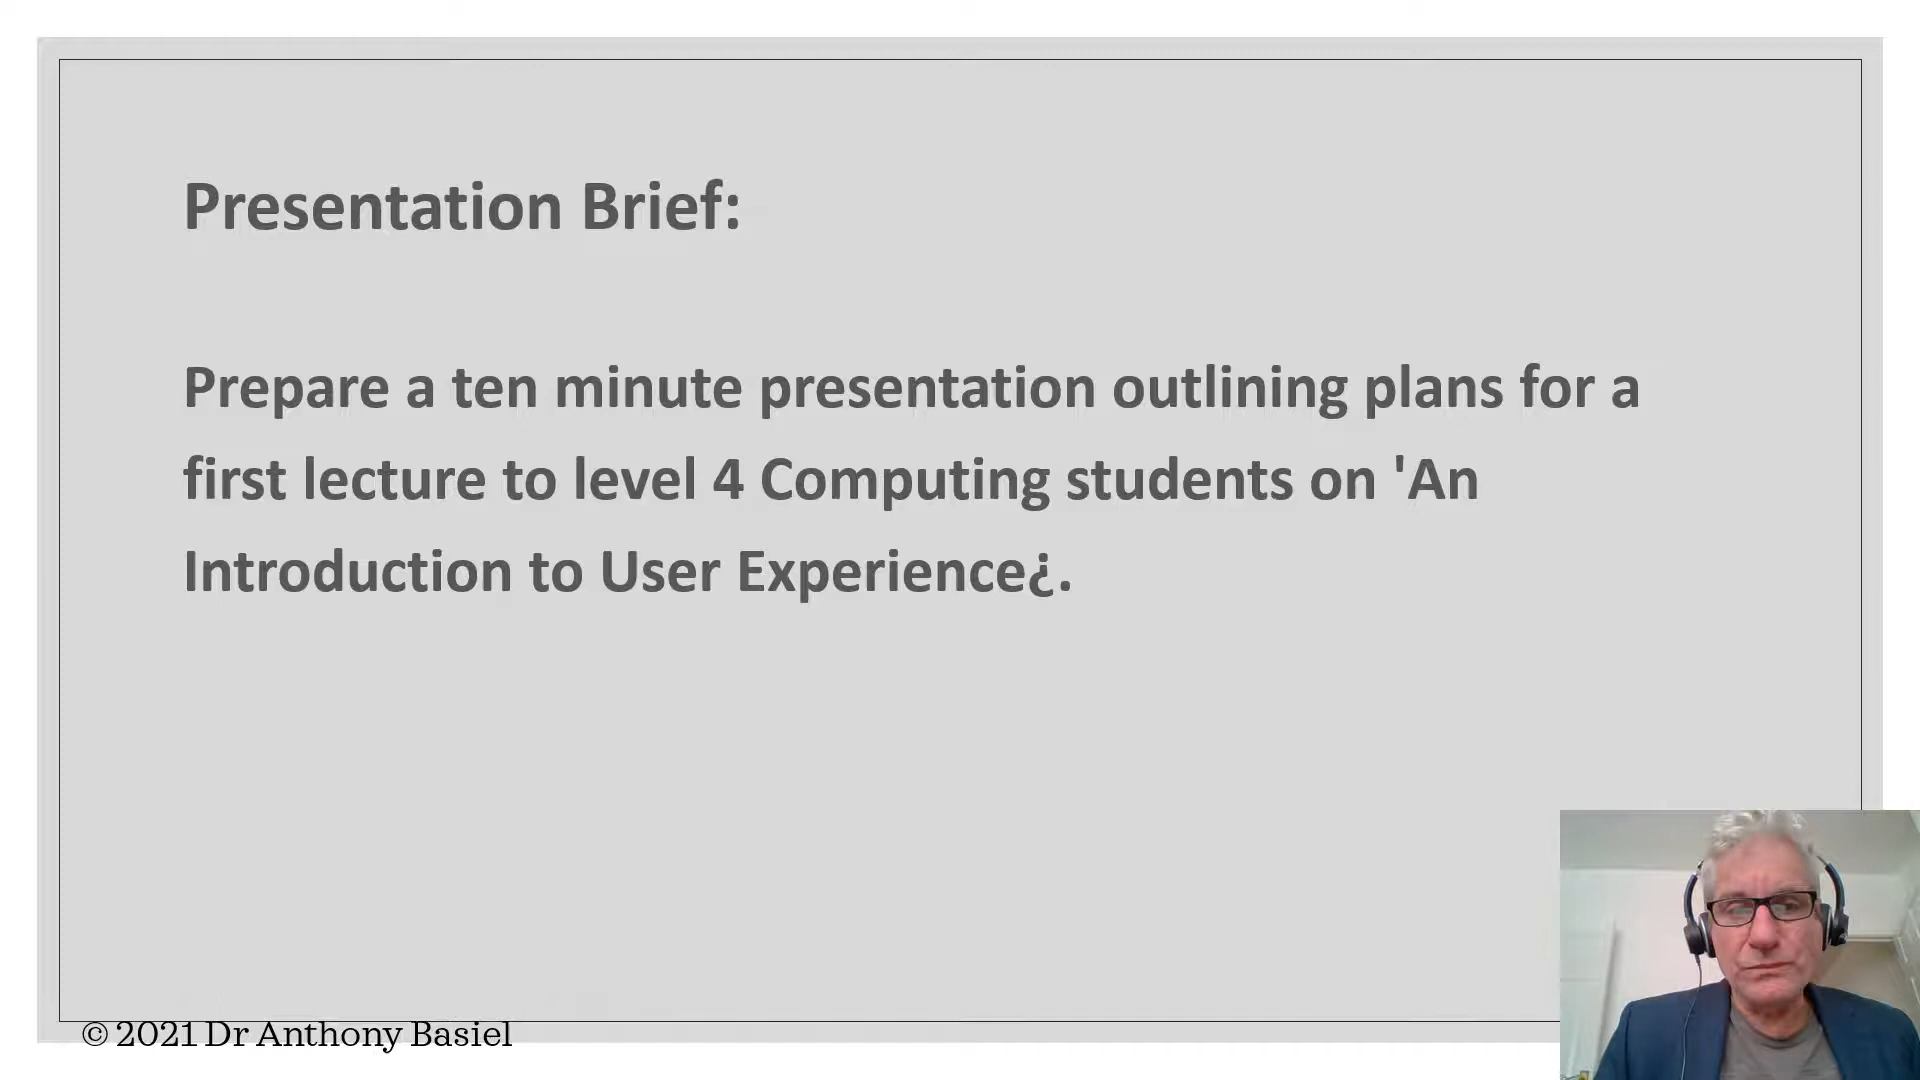 Presentation Brief:
Prepare a ten minute presentation outlining plans for a
first lecture to level 4 Computing students on 'An
Introduction to User Experience¿.
© 2021 Dr Anthony Basiel